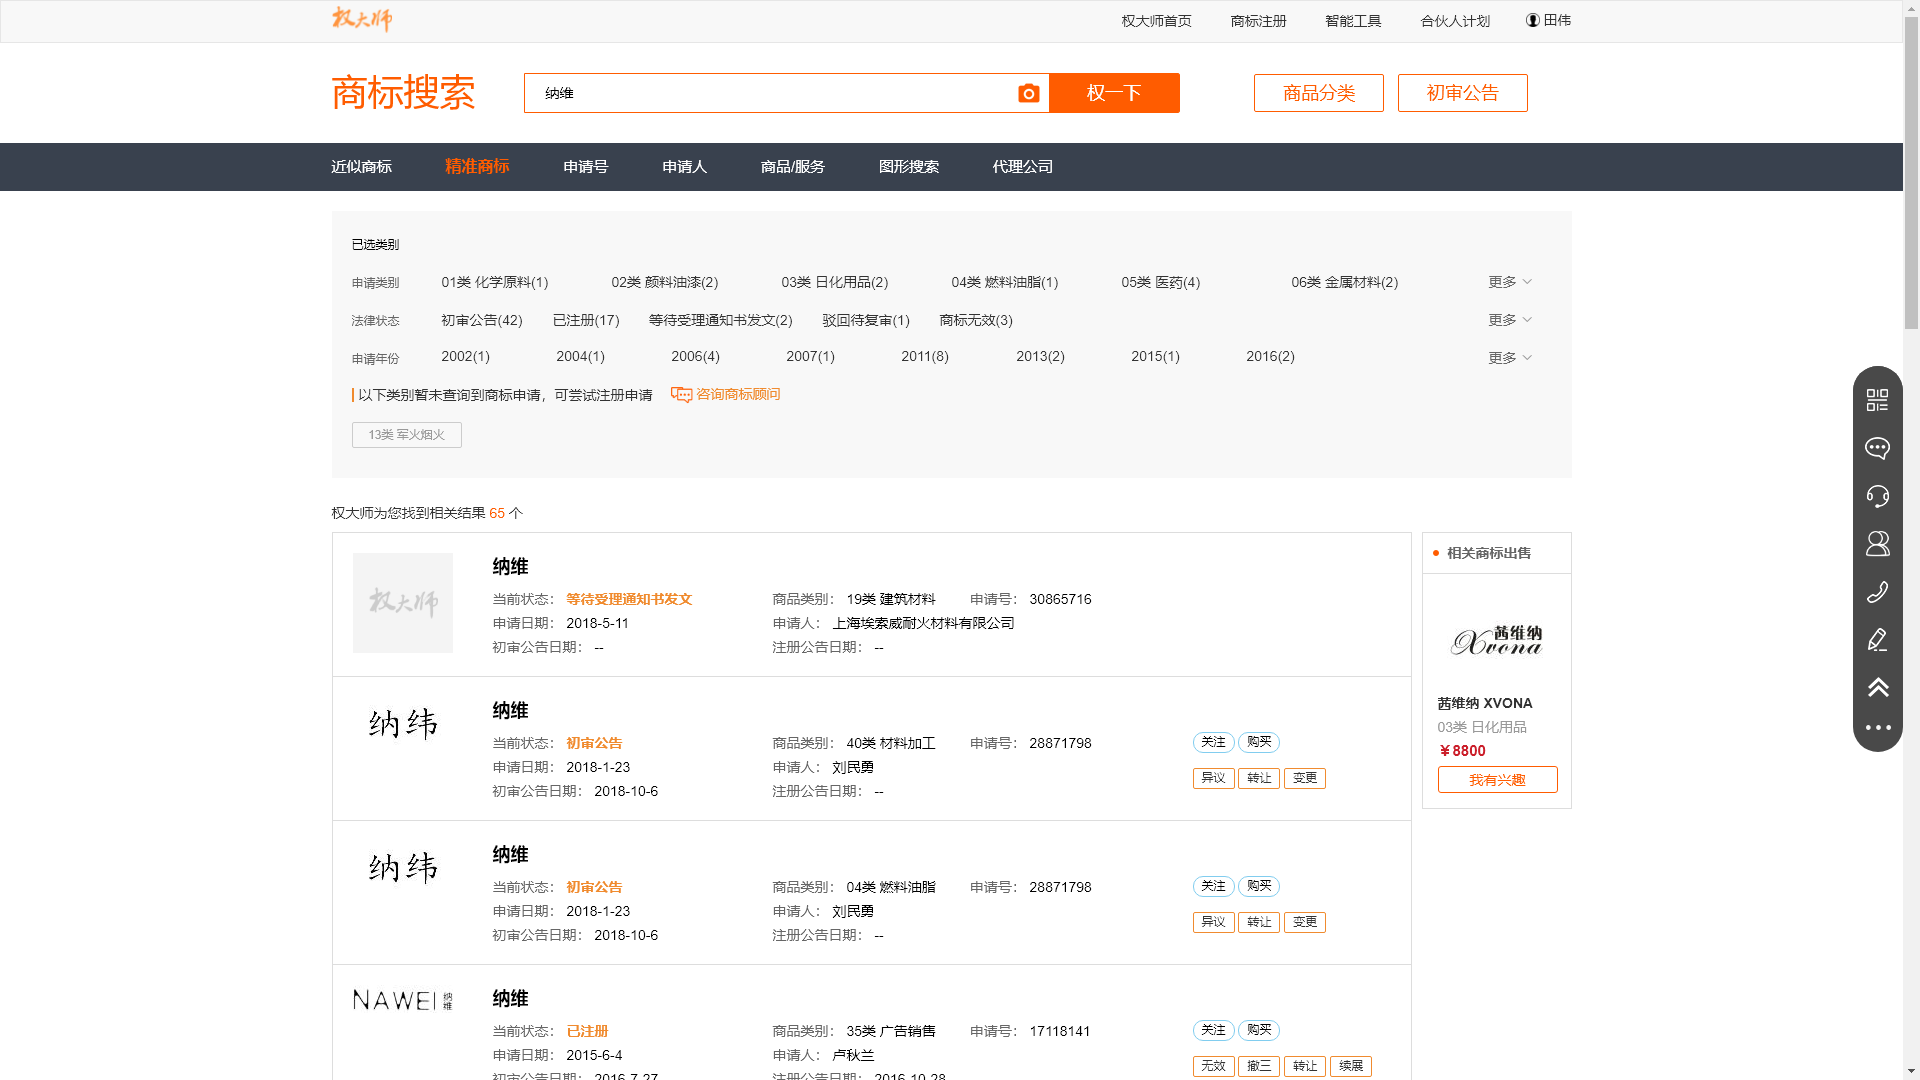 权大师
权大师首页 商标注册 智能工具 合伙人计划 田伟
商标搜索
纳维
权一下
商品分类
初审公告
近似商标 精准商标 申请号 申请人 商品/服务 图形搜索 代理公司
已选类别
申请类别 01类 化学原料(1) 02类 颜料油漆(2) 03类 日化用品(2) 04类 燃料油脂(1) 05类 医药(4) 06类 金属材料(2) 更多
法律状态 初审公告(42) 已注册(17) 等待受理通知书发文(2) 驳回待复审(1) 商标无效(3) 更多
申请年份 2002(1) 2004(1) 2006(4) 2007(1) 2011(8) 2013(2) 2015(1) 2016(2) 更多
以下类别暂未查询到商标申请，可尝试注册申请 咨询商标顾问
13类 军火烟火
权大师为您找到相关结果 65 个
权大师
纳维
当前状态： 等待受理通知书发文 商品类别： 19类 建筑材料 申请号： 30865716
申请日期： 2018-5-11 申请人： 上海埃索威耐火材料有限公司
初审公告日期： -- 注册公告日期： --
纳纬
纳维
当前状态： 初审公告 商品类别： 40类 材料加工 申请号： 28871798
申请日期： 2018-1-23 申请人： 刘民勇
初审公告日期： 2018-10-6 注册公告日期： --
关注 购买
异议 转让 变更
纳纬
纳维
当前状态： 初审公告 商品类别： 04类 燃料油脂 申请号： 28871798
申请日期： 2018-1-23 申请人： 刘民勇
初审公告日期： 2018-10-6 注册公告日期： --
关注 购买
异议 转让 变更
NAWEI 纳维
纳维
当前状态： 已注册 商品类别： 35类 广告销售 申请号： 17118141
申请日期： 2015-6-4 申请人： 卢秋兰
初审公告日期： 2016-7-27 注册公告日期： 2016-10-28
关注 购买
无效 撤三 转让 续展
相关商标出售
茜维纳
Xvona
茜维纳 XVONA
03类 日化用品
￥8800
我有兴趣